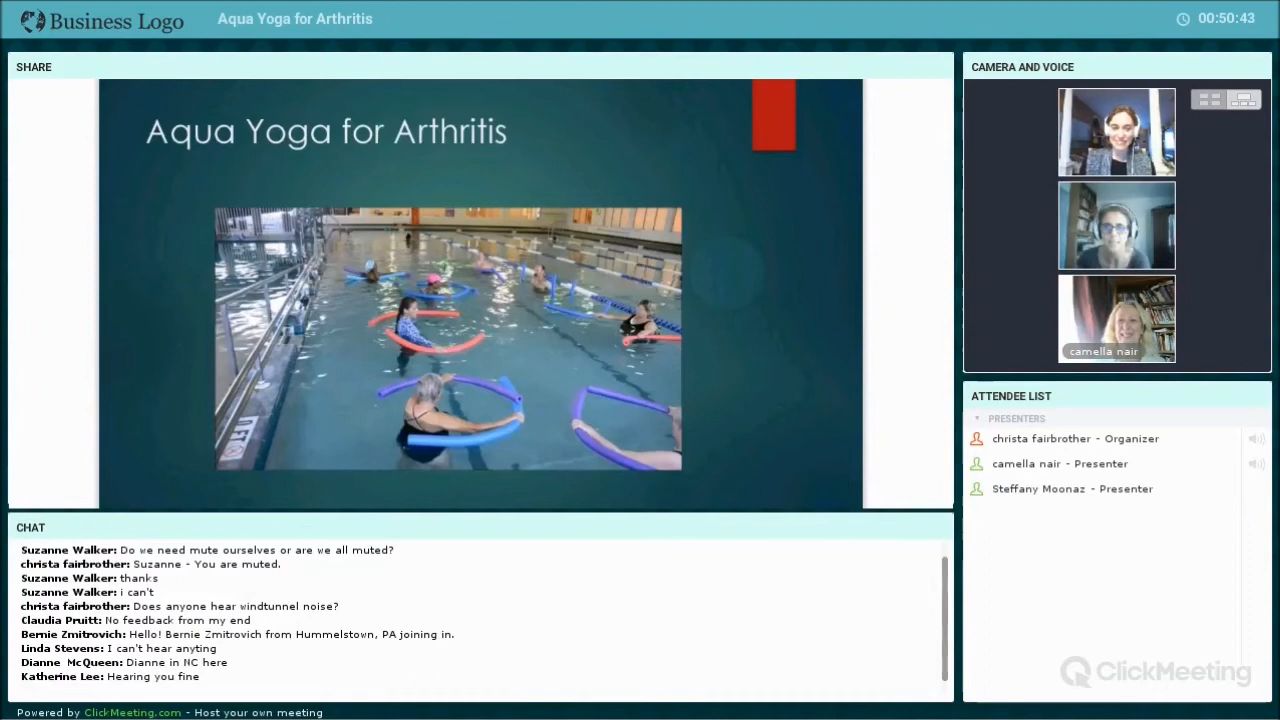 Business Logo
Aqua Yoga for Arthritis
00:50:43
SHARE
Aqua Yoga for Arthritis
CAMERA AND VOICE
camella nair
ATTENDEE LIST
PRESENTERS
christa fairbrother - Organizer
camella nair - Presenter
Steffany Moonaz - Presenter
CHAT
Suzanne Walker: Do we need mute ourselves or are we all muted?
christa fairbrother: Suzanne - You are muted.
Suzanne Walker: thanks
Suzanne Walker: i can't
christa fairbrother: Does anyone hear windtunnel noise?
Claudia Pruitt: No feedback from my end
Bernie Zmitrovich: Hello! Bernie Zmitrovich from Hummelstown, PA joining in.
Linda Stevens: I can't hear anyting
Dianne McQueen: Dianne in NC here
Katherine Lee: Hearing you fine
ClickMeeting
Powered by ClickMeeting.com - Host your own meeting